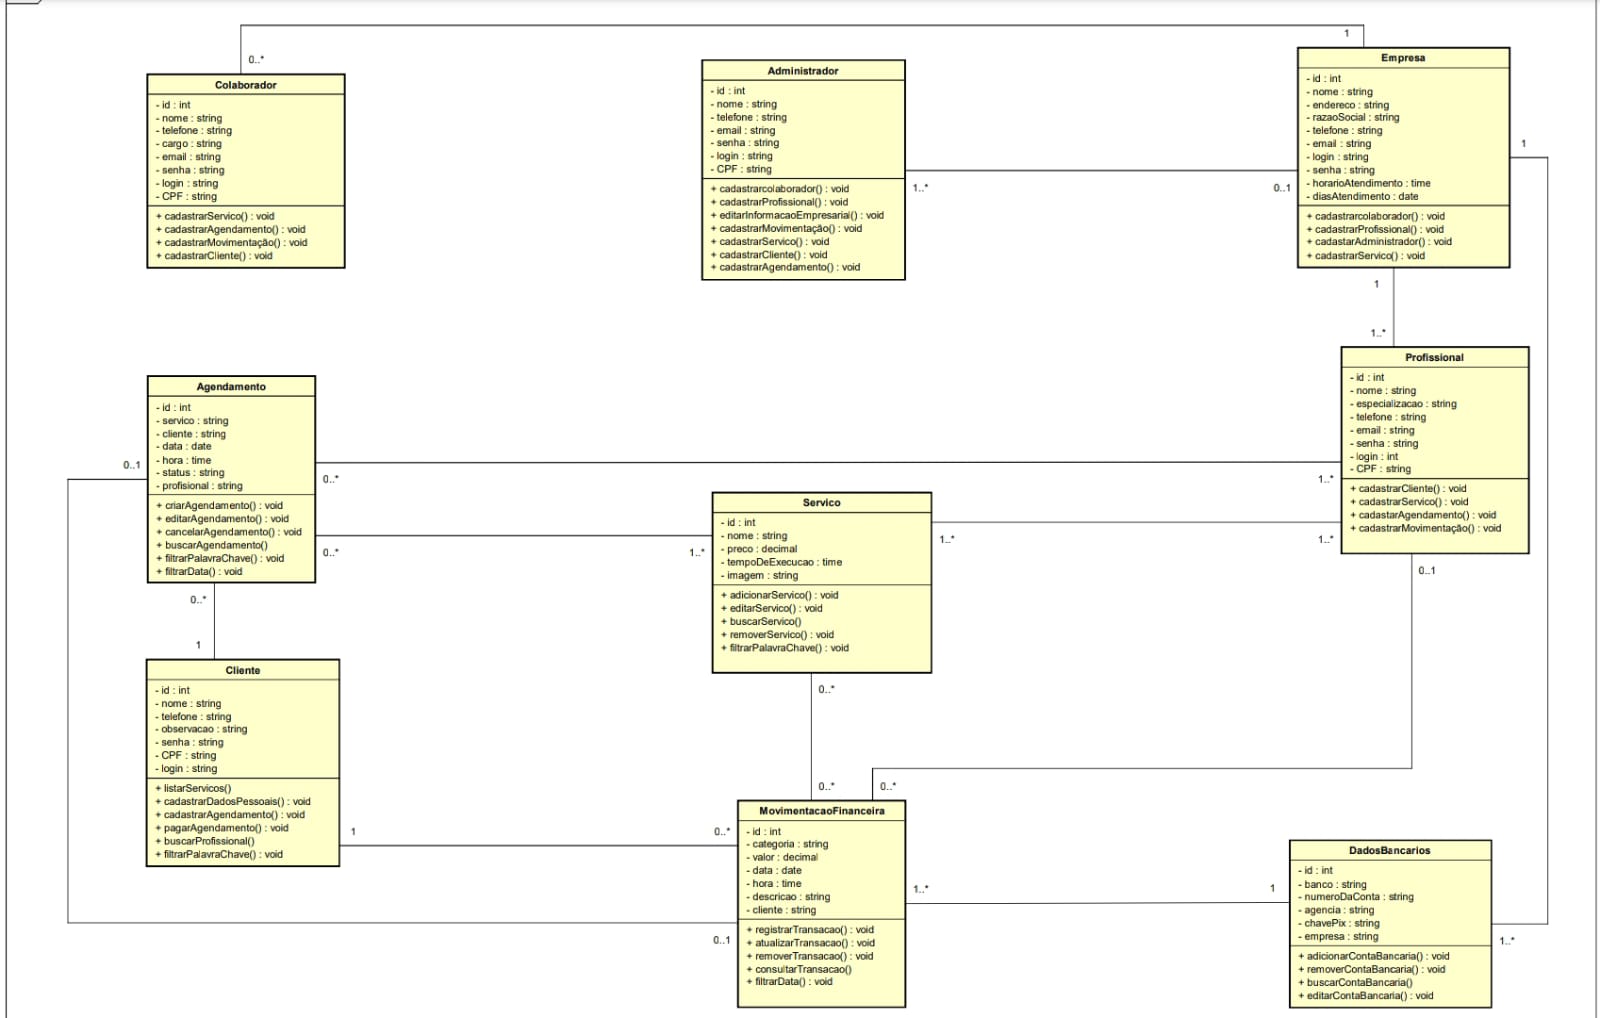 1
0..*
Colaborador
- id : int
- nome : string
- telefone : string
- cargo : string
- email : string
- senha : string
- login : string
- CPF : string
+ cadastrarServico() : void
+ cadastrarAgendamento() : void
+ cadastrarMovimentação() : void
+ cadastrarCliente() : void
Administrador
- id : int
- nome : string
- telefone : string
- email : string
- senha : string
- login : string
- CPF : string
+ cadastrarcolaborador() : void
+ cadastrarProfissional() : void
+ editarInformacaoEmpresarial() : void
+ cadastrarMovimentação() : void
+ cadastrarServico() : void
+ cadastrarCliente() : void
+ cadastrarAgendamento() : void
1..*
0..1
Empresa
- id : int
- nome : string
- endereco : string
- razaoSocial : string
- telefone : string
- email : string
- login : string
- senha : string
- horarioAtendimento : time
- diasAtendimento : date
+ cadastrarcolaborador() : void
+ cadastrarProfissional() : void
+ cadastarAdministrador() : void
+ cadastrarServico() : void
1
1
1..*
Profissional
- id : int
- nome : string
- especializacao : string
- telefone : string
- email : string
- senha : string
- login : int
- CPF : string
+ cadastrarCliente() : void
+ cadastrarServico() : void
+ cadastarAgendamento() : void
+ cadastrarMovimentação() : void
Agendamento
- id : int
- servico : string
- cliente : string
- data : date
- hora : time
- status : string
- profisional : string
+ criarAgendamento() : void
+ editarAgendamento() : void
+ cancelarAgendamento() : void
+ buscarAgendamento()
+ filtrarPalavraChave() : void
+ filtrarData() : void
0..1
0..*
1..*
0..*
1..*
Servico
- id : int
- nome : string
- preco : decimal
- tempoDeExecucao : time
- imagem : string
+ adicionarServico() : void
+ editarServico() : void
+ buscarServico()
+ removerServico() : void
+ filtrarPalavraChave() : void
1..*
1..*
0..1
0..*
1
Cliente
- id : int
- nome : string
- telefone : string
- observacao : string
- senha : string
- CPF : string
- login : string
+ listarServicos()
+ cadastrarDadosPessoais() : void
+ cadastrarAgendamento() : void
+ pagarAgendamento() : void
+ buscarProfissional()
+ filtrarPalavraChave() : void
0..*
0..*
0..*
1
0..*
MovimentacaoFinanceira
- id : int
- categoria : string
- valor : decimal
- data : date
- hora : time
- descricao : string
- cliente : string
+ registrarTransacao() : void
+ atualizarTransacao() : void
+ removerTransacao() : void
+ consultarTransacao()
+ filtrarData() : void
0..1
1..*
1
DadosBancarios
- id : int
- banco : string
- numeroDaConta : string
- agencia : string
- chavePix : string
- empresa : string
+ adicionarContaBancaria() : void
+ removerContaBancaria() : void
+ buscarContaBancaria()
+ editarContaBancaria() : void
1..*